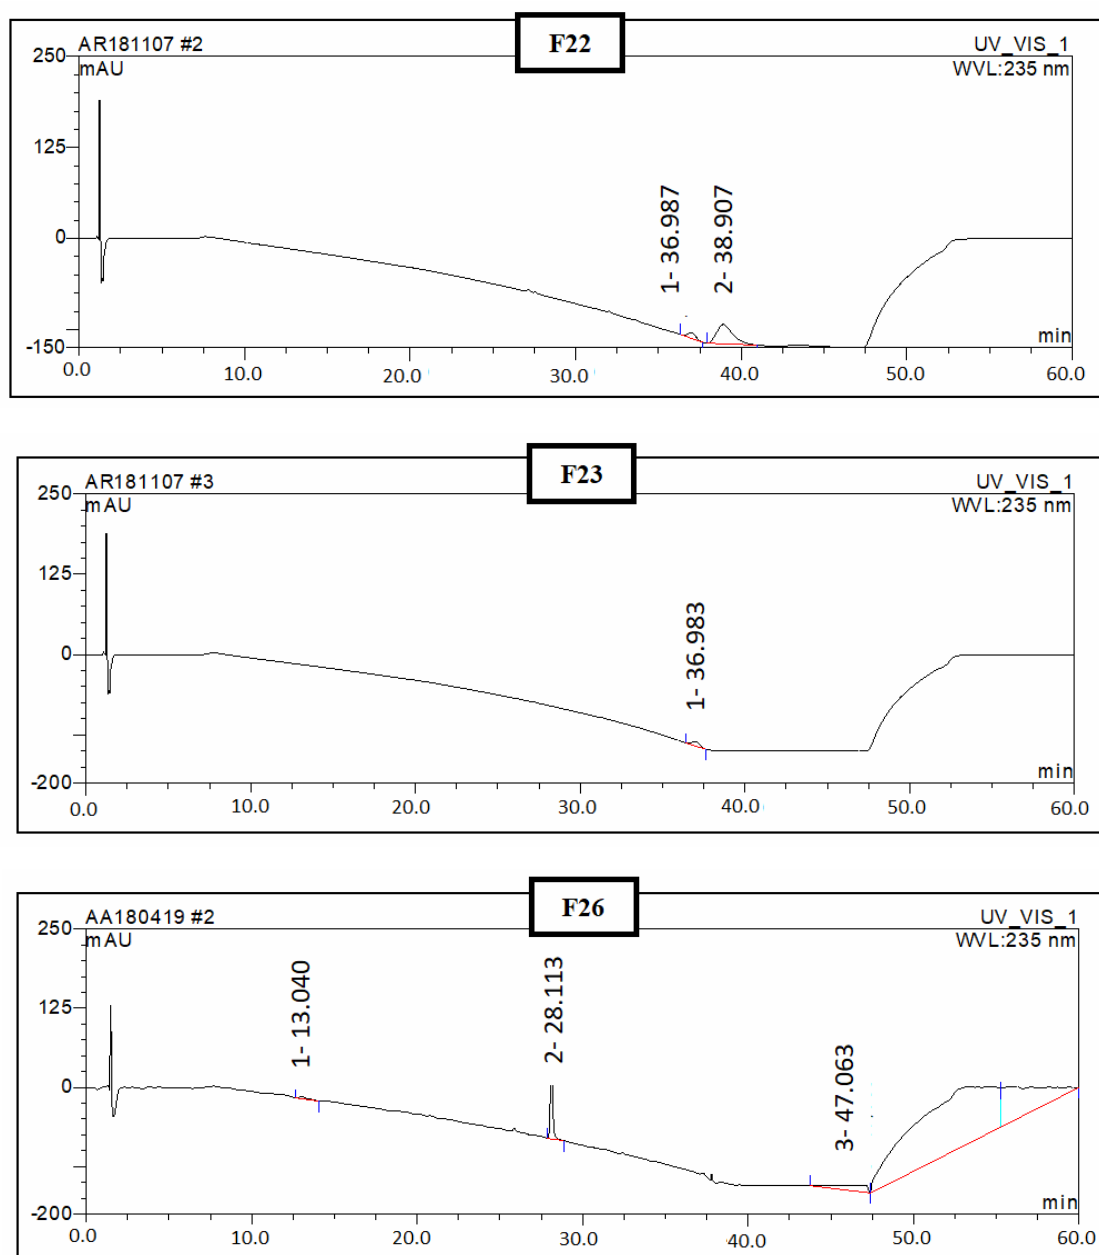 F22
AR181107 #2 UV_VIS_1
250
mAU WVL:235 nm
125
1- 36.987
2- 38.907
0
-150 min
0.0 10.0 20.0 30.0 40.0 50.0 60.0
F23
AR181107 #3 UV_VIS_1
250
mAU WVL:235 nm
125
1- 36.983
0
-200 min
0.0 10.0 20.0 30.0 40.0 50.0 60.0
F26
AA180419 #2 UV_VIS_1
250
mAU WVL:235 nm
125
1- 13.040
2- 28.113
3- 47.063
0
-200 min
0.0 10.0 20.0 30.0 40.0 50.0 60.0